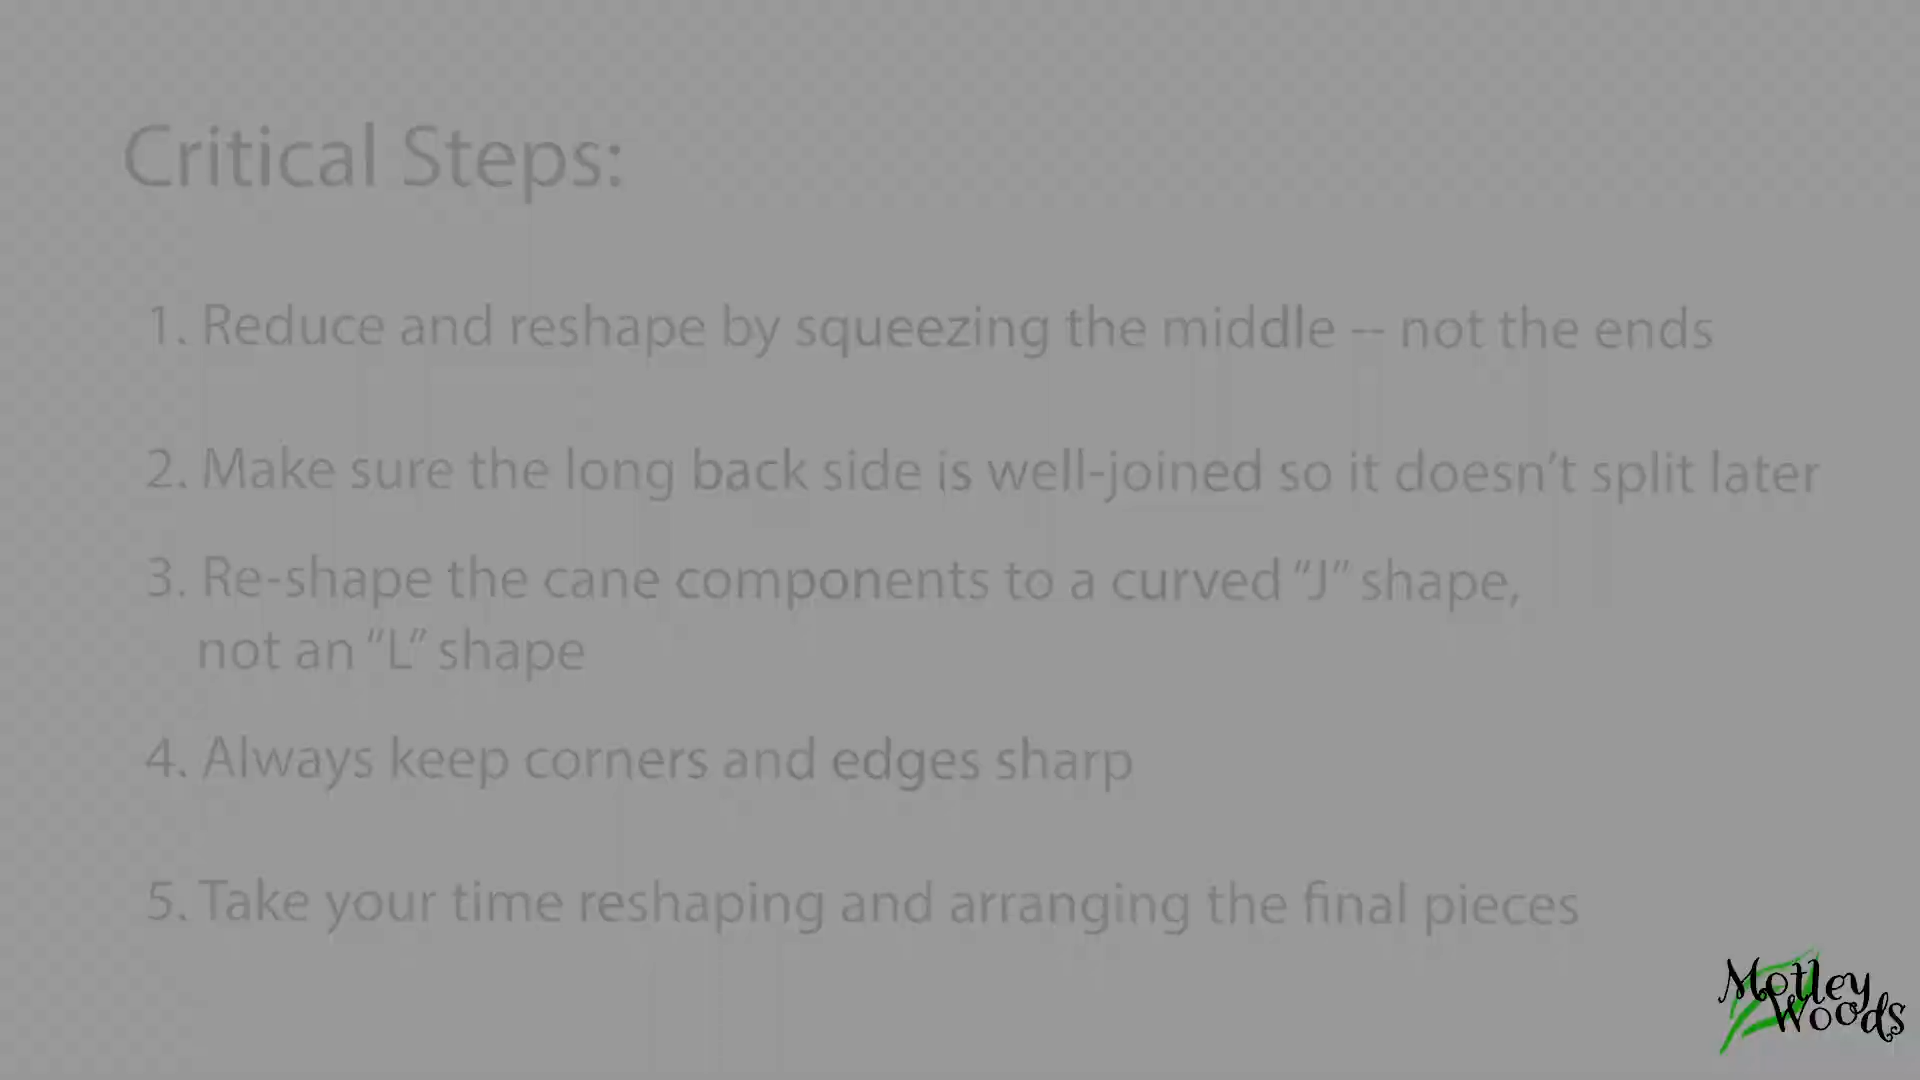 Critical Steps:
1. Reduce and reshape by squeezing the middle -- not the ends
2. Make sure the long back side is well-joined so it doesn’t split later
3. Re-shape the cane components to a curved “J” shape,
not an “L” shape
4. Always keep corners and edges sharp
5. Take your time reshaping and arranging the final pieces
Motley
Woods